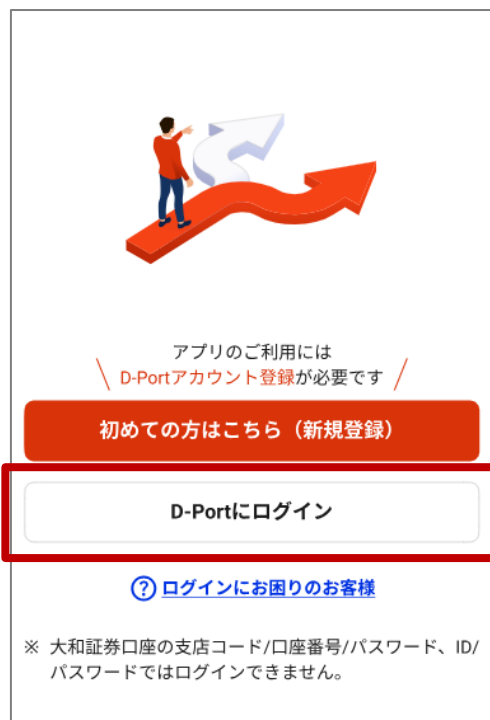 アプリのご利用には
D-Portアカウント登録が必要です
初めての方はこちら（新規登録）
D-Portにログイン
? ログインにお困りのお客様
※ 大和証券口座の支店コード/口座番号/パスワード、ID/
パスワードではログインできません。